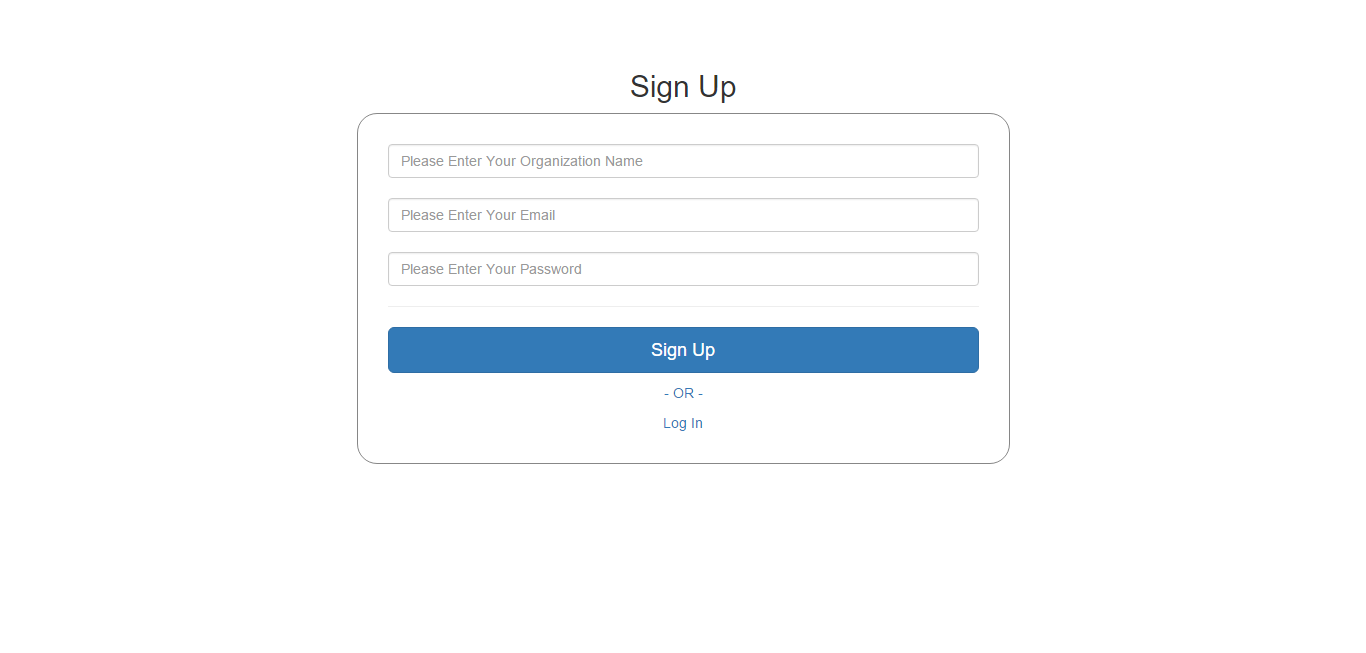 Sign Up
Please Enter Your Organization Name
Please Enter Your Email
Please Enter Your Password
Sign Up
- OR -
Log In